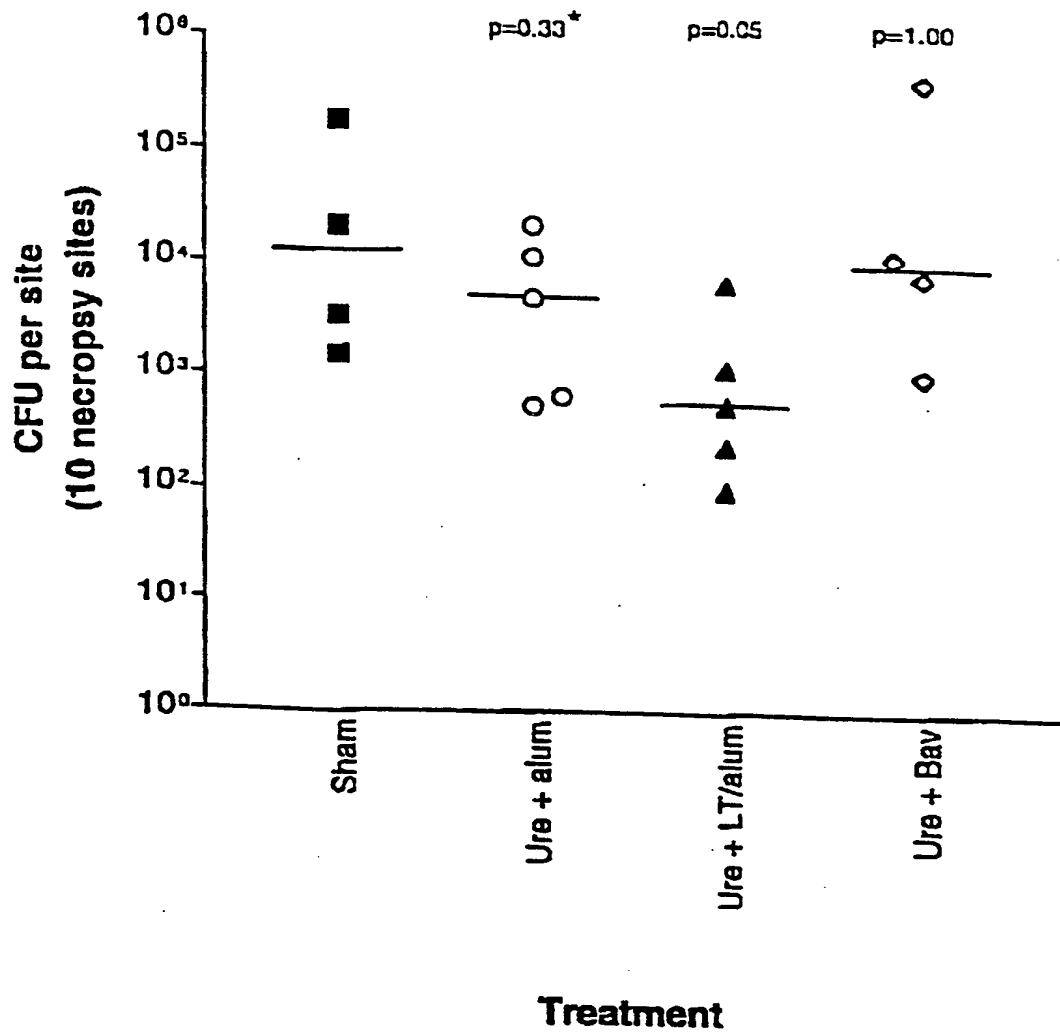 p=0.33*
p=0.05
p=1.00
10⁶
10⁵
10⁴
10³
10²
10¹
10⁰
CFU per site
(10 necropsy sites)
Sham
Ure + alum
Ure + LT/alum
Ure + Bav
Treatment